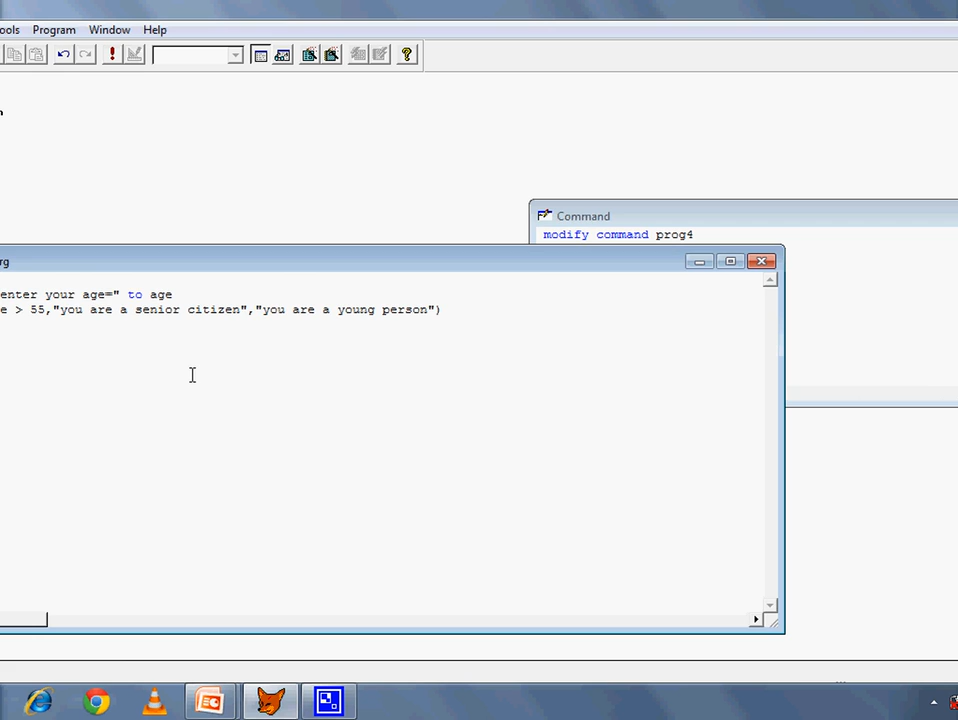 ools Program Window Help
Command
modify command prog4
rg
enter your age=" to age
e > 55,"you are a senior citizen","you are a young person")